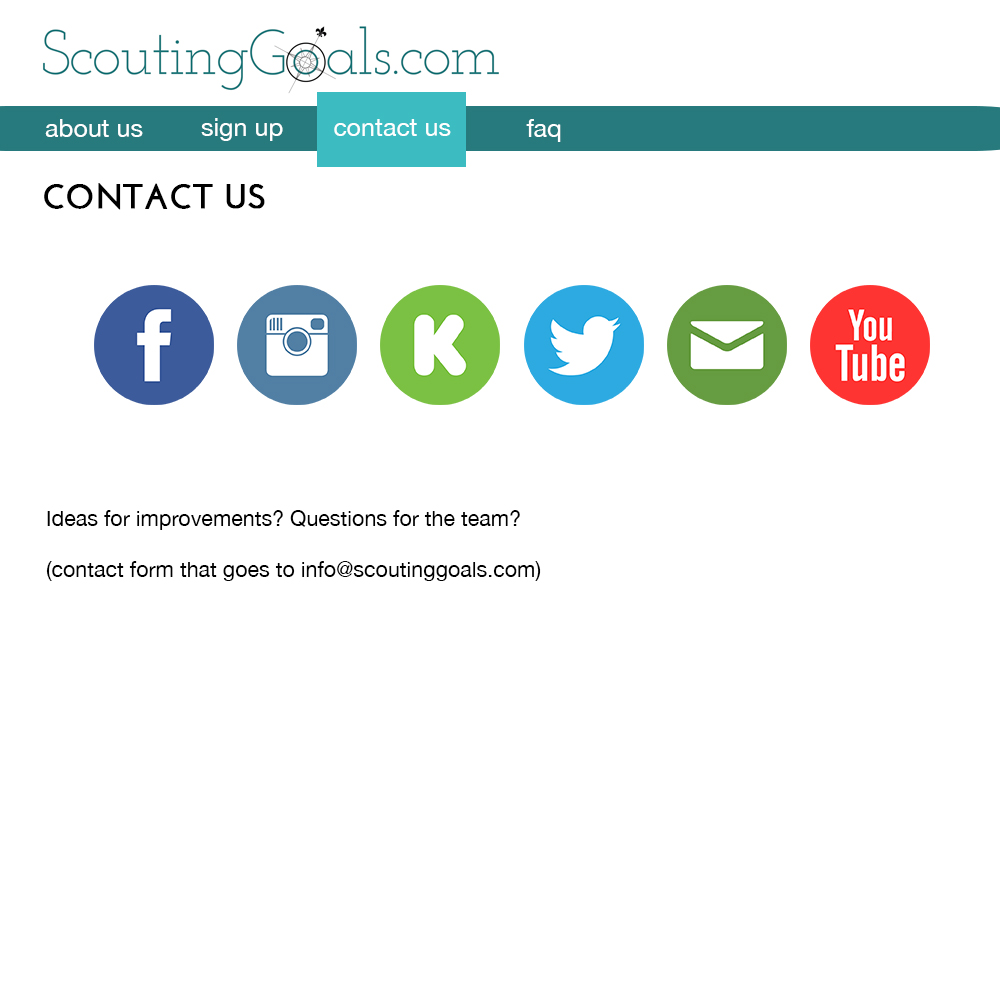 ScoutingGoals.com
about us sign up contact us faq
CONTACT US
f K You Tube
Ideas for improvements? Questions for the team?
(contact form that goes to info@scoutinggoals.com)